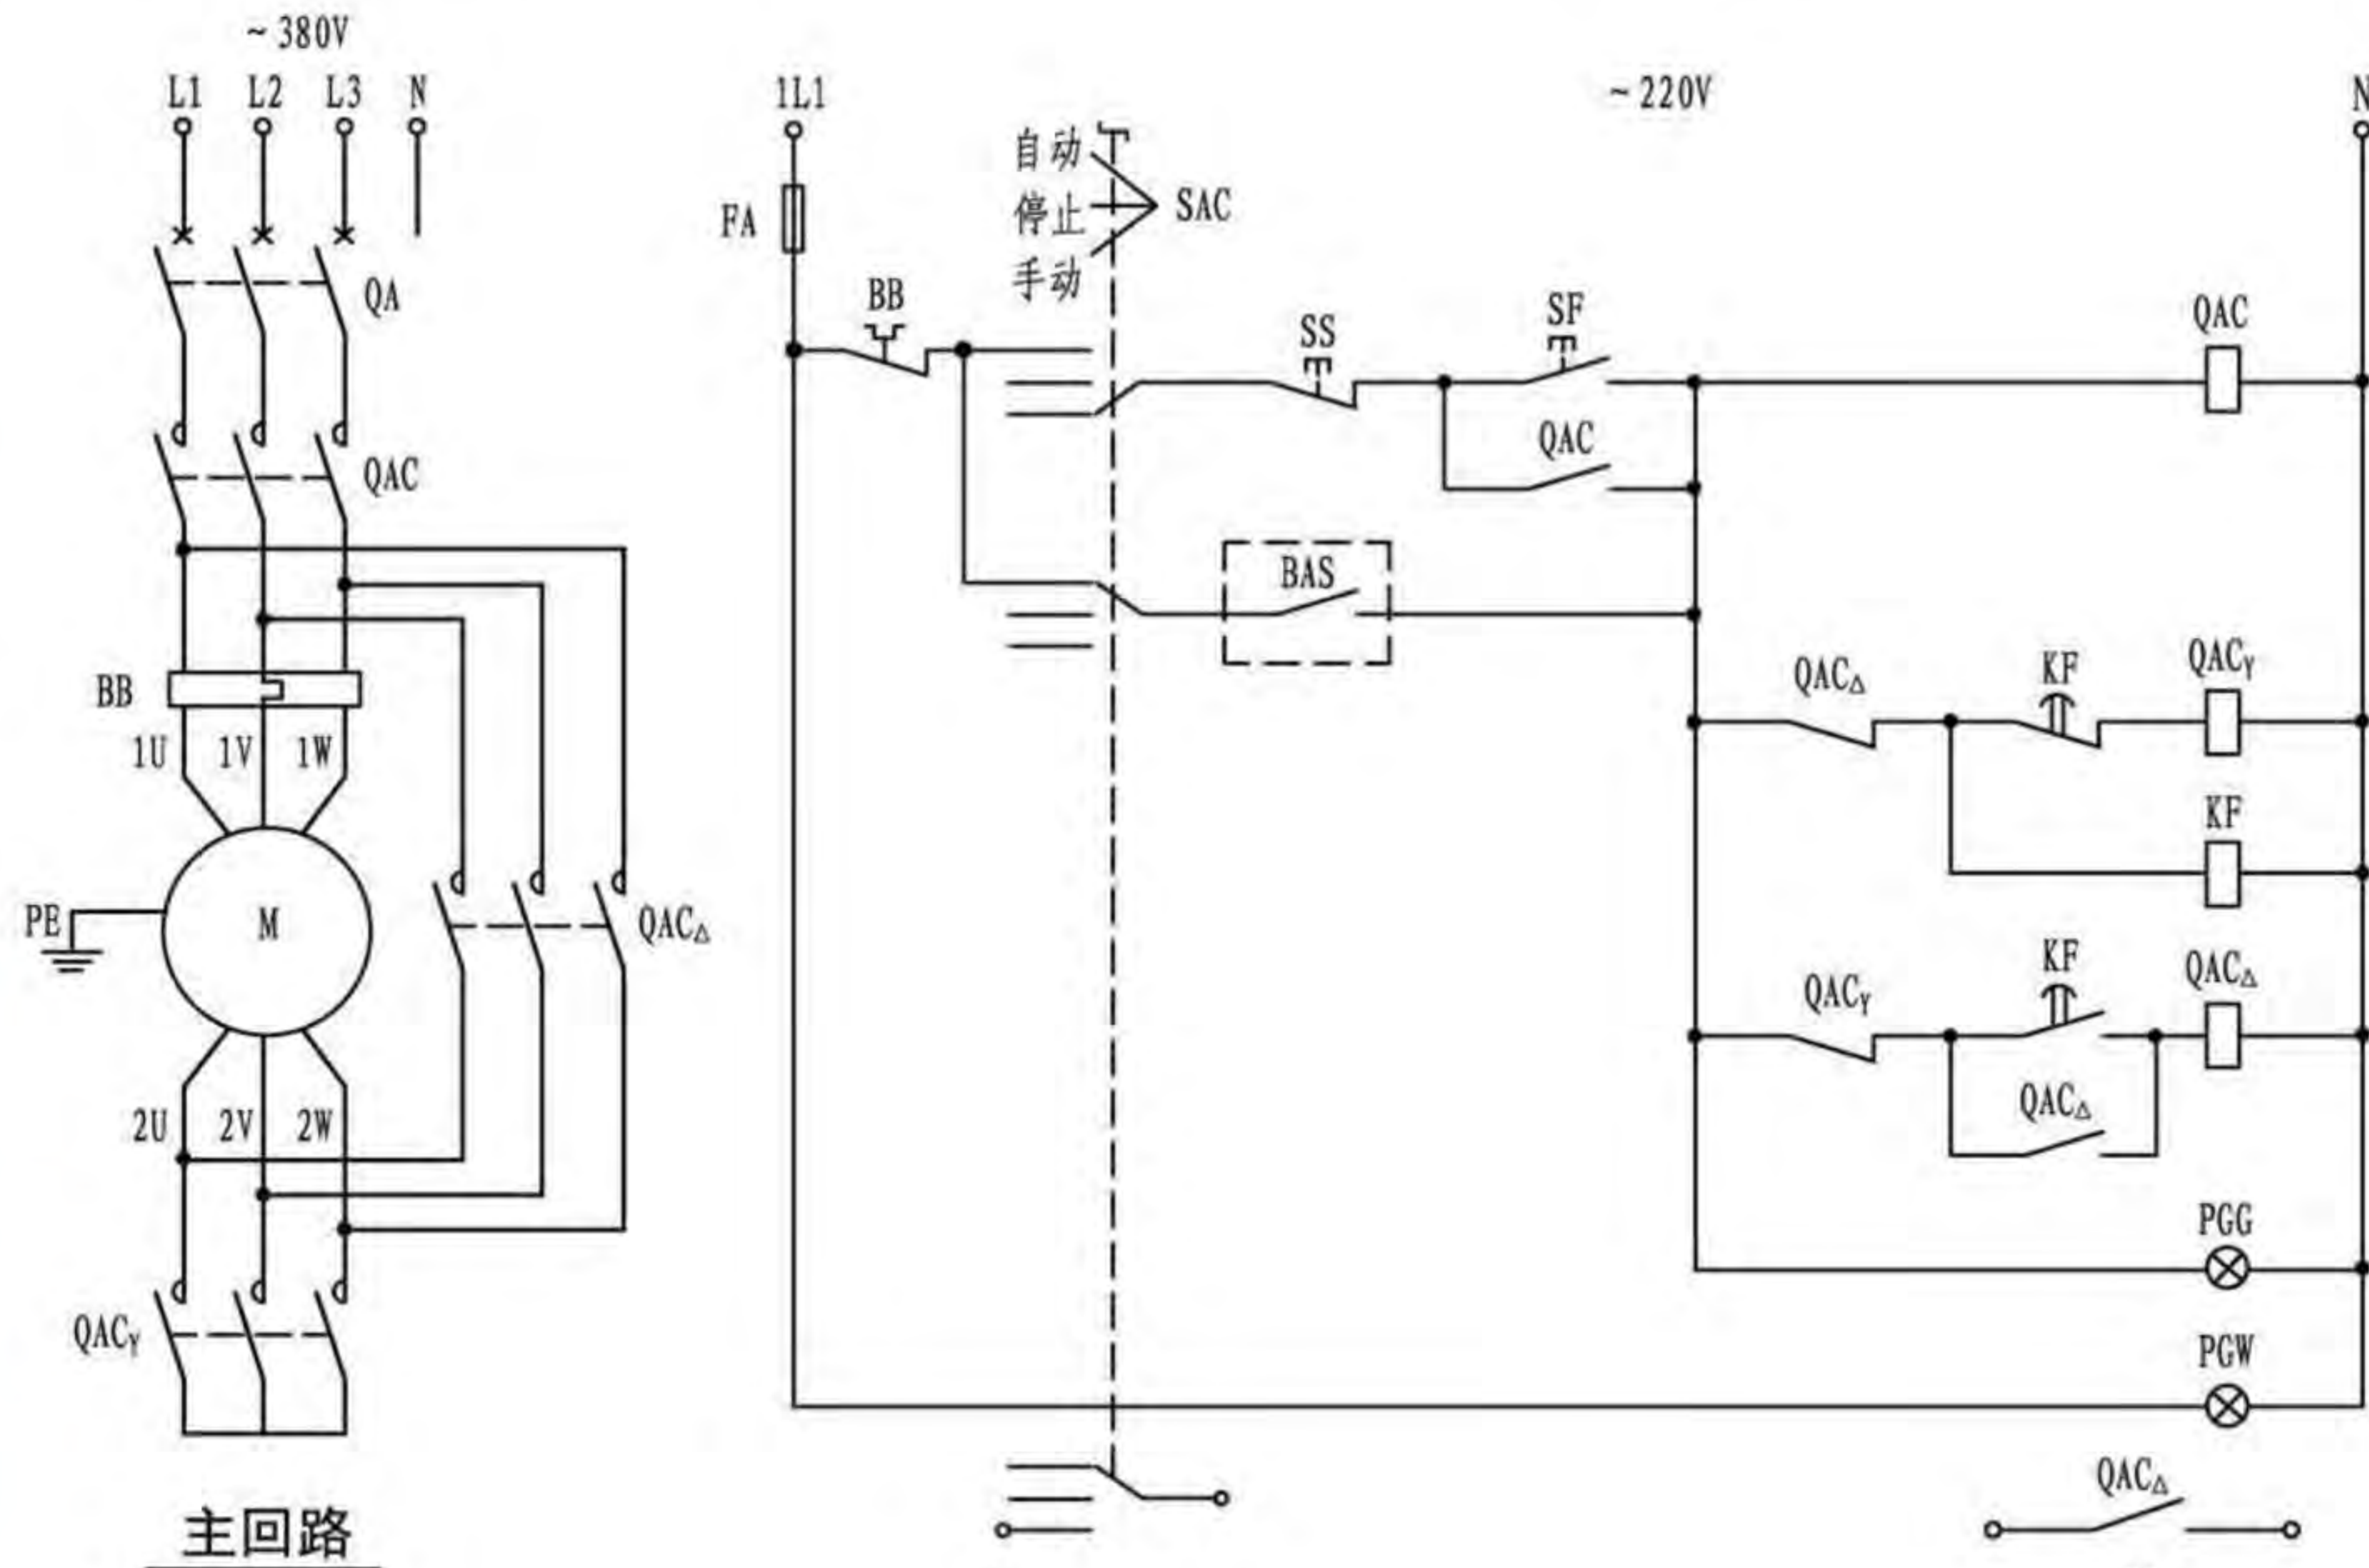 ~380V
L1 L2 L3 N
QA
QAC
BB
1U 1V 1W
PE
M
QAC△
2U 2V 2W
QACY
主回路
1L1
~220V
N
FA
自动
停止
手动
SAC
BB
SS
SF
QAC
QAC
BAS
QAC△
KF
QACY
KF
QACY
KF
QAC△
QAC△
PGG
PGW
QAC△